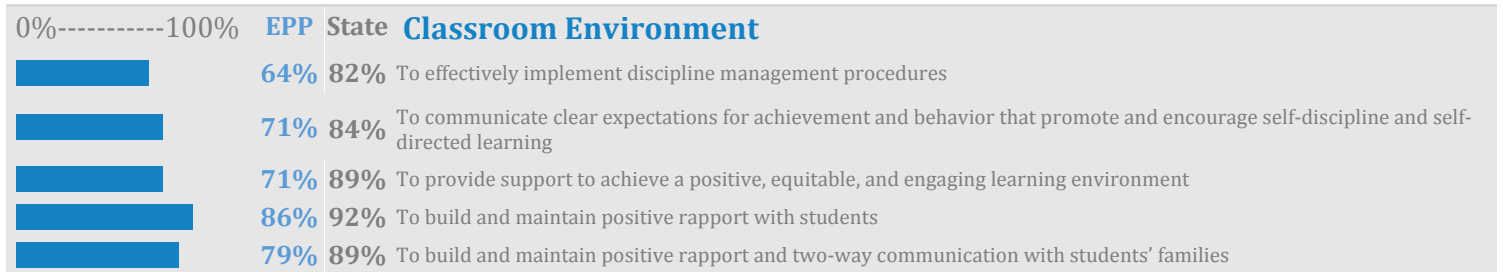 0%-----------100% EPP State Classroom Environment
64% 82% To effectively implement discipline management procedures
71% 84% To communicate clear expectations for achievement and behavior that promote and encourage self-discipline and self-
directed learning
71% 89% To provide support to achieve a positive, equitable, and engaging learning environment
86% 92% To build and maintain positive rapport with students
79% 89% To build and maintain positive rapport and two-way communication with students’ families